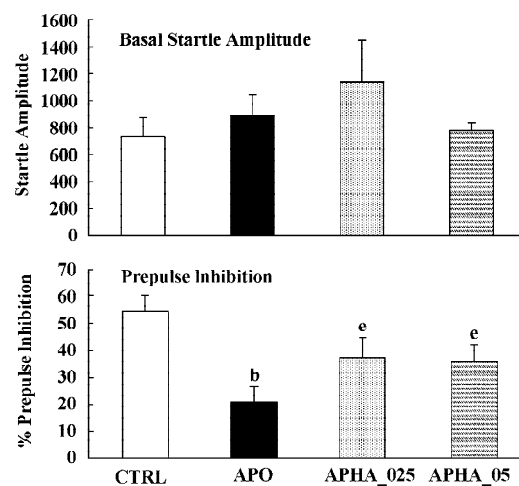 1600
Basal Startle Amplitude
1400
1200
1000
800
600
400
200
0
Startle Amplitude
70
Prepulse Inhibition
60
50
40
30
20
10
0
% Prepulse Inhibition
b
e
e
CTRL APO APHA_025 APHA_05